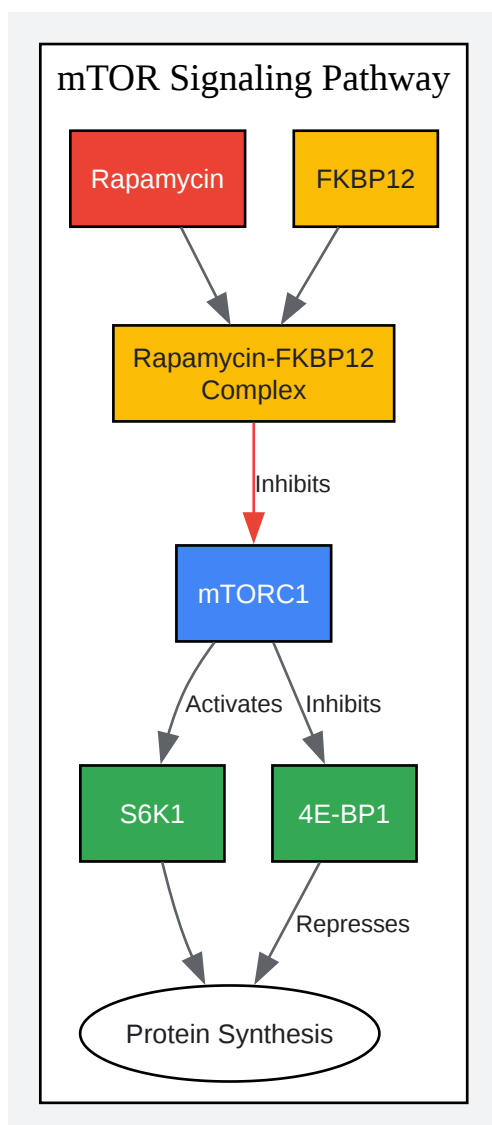 mTOR Signaling Pathway
Rapamycin
FKBP12
Rapamycin-FKBP12
Complex
Inhibits
mTORC1
Activates
Inhibits
S6K1
4E-BP1
Represses
Protein Synthesis